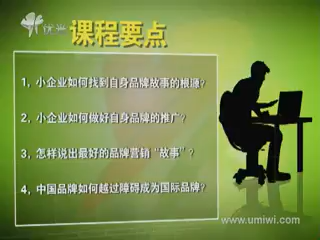 优米
课程要点
1，小企业如何找到自身品牌故事的根源？
2，小企业如何做好自身品牌的推广？
3，怎样说出最好的品牌营销“故事”？
4，中国品牌如何越过障碍成为国际品牌？
www.umiwi.com